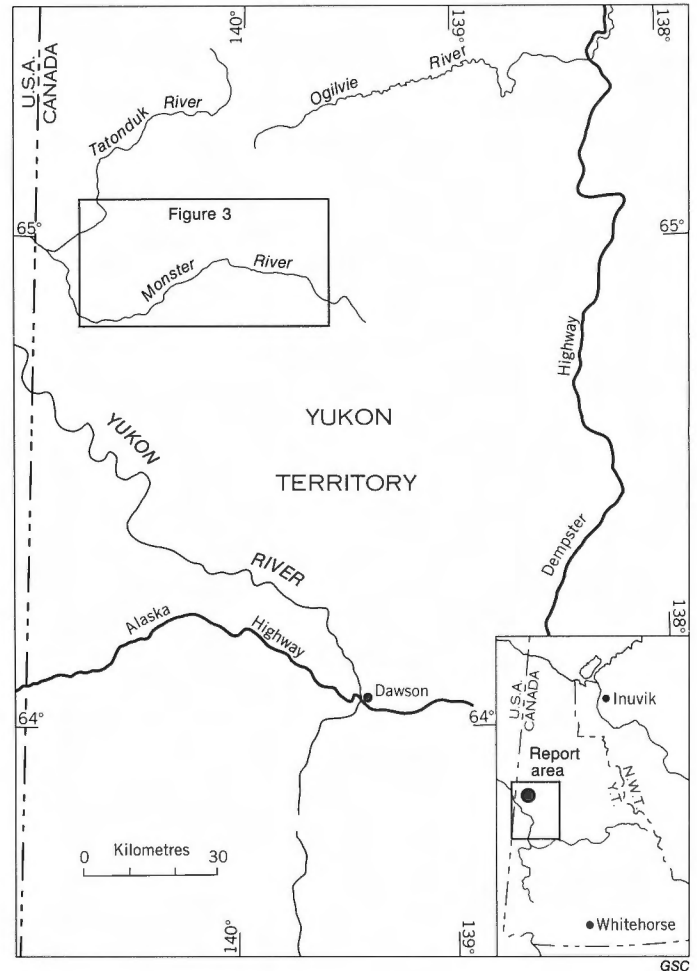 140°
139°
138°
U.S.A.
CANADA
Tatonduk River
Ogilvie River
Figure 3
65°
65°
Monster River
Highway
YUKON
TERRITORY
YUKON
RIVER
Dempster
Alaska Highway
138°
Dawson
64°
64°
U.S.A.
CANADA
Inuvik
Report
area
N.W.T.
Y.T.
Kilometres
0 30
Whitehorse
140°
139°
GSC